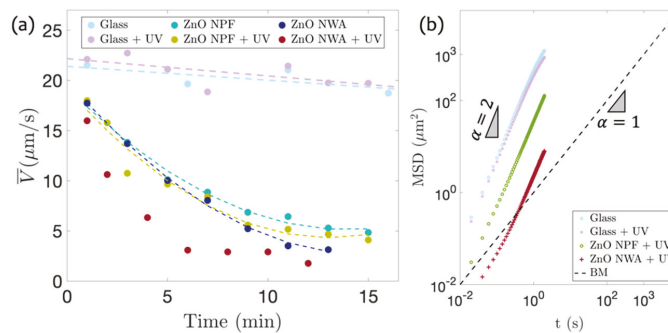 (a)
Glass
ZnO NPF
ZnO NWA
Glass + UV
ZnO NPF + UV
ZnO NWA + UV
25
20
15
10
5
0
V̅(μm/s)
0
5
10
15
Time (min)
(b)
10³
10²
10⁰
10⁻²
MSD (μm²)
α = 2
α = 1
Glass
Glass + UV
ZnO NPF + UV
ZnO NWA + UV
BM
10⁻²
10⁰
10²
10³
t (s)